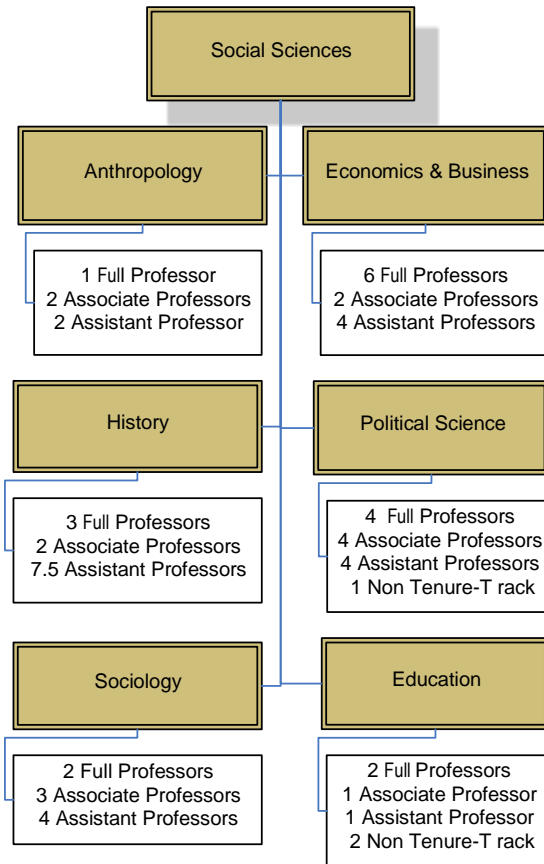 Social Sciences
Anthropology
1 Full Professor
2 Associate Professors
2 Assistant Professor
Economics & Business
6 Full Professors
2 Associate Professors
4 Assistant Professors
History
3 Full Professors
2 Associate Professors
7.5 Assistant Professors
Political Science
4 Full Professors
4 Associate Professors
4 Assistant Professors
1 Non Tenure-T rack
Sociology
2 Full Professors
3 Associate Professors
4 Assistant Professors
Education
2 Full Professors
1 Associate Professor
1 Assistant Professor
2 Non Tenure-T rack